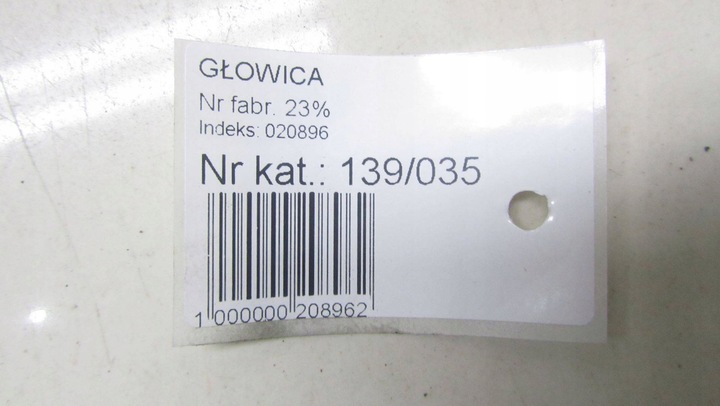 GŁOWICA
Nr fabr. 23%
Indeks: 020896
Nr kat.: 139/035
1 000000 208962